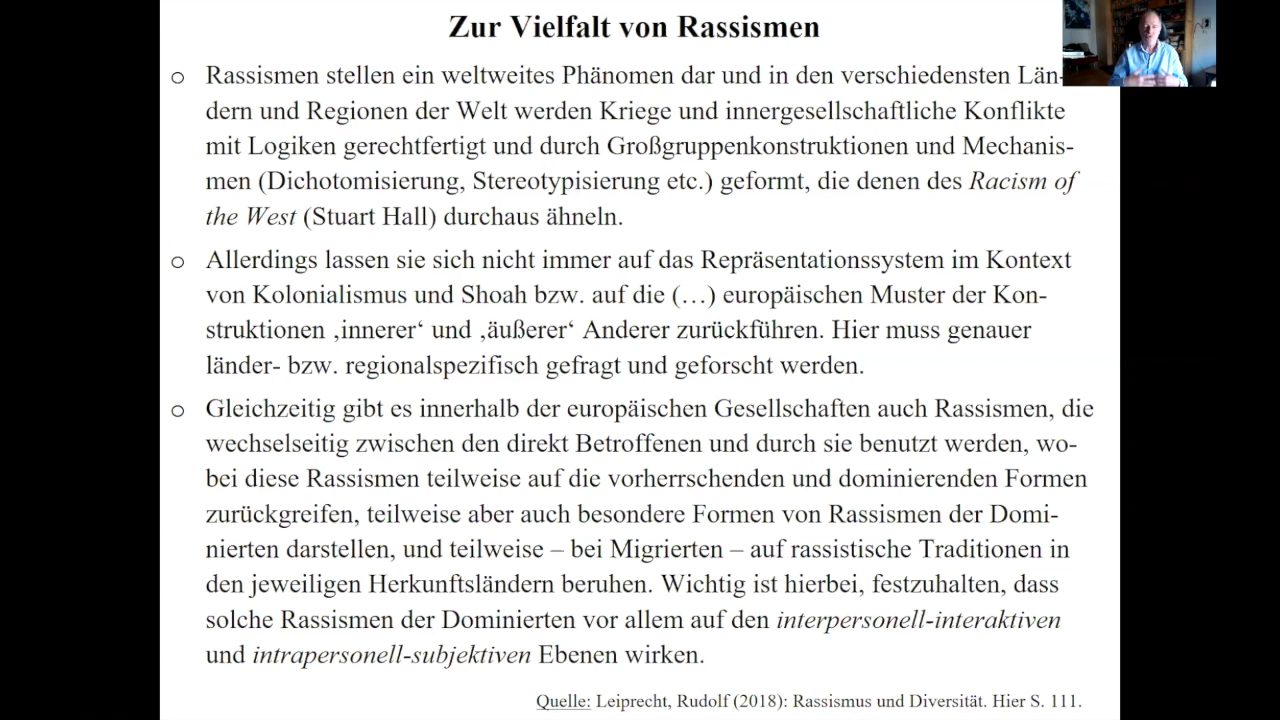 Zur Vielfalt von Rassismen
o Rassismen stellen ein weltweites Phänomen dar und in den verschiedensten Län-
dern und Regionen der Welt werden Kriege und innergesellschaftliche Konflikte
mit Logiken gerechtfertigt und durch Großgruppenkonstruktionen und Mechanis-
men (Dichotomisierung, Stereotypisierung etc.) geformt, die denen des Racism of
the West (Stuart Hall) durchaus ähneln.
o Allerdings lassen sie sich nicht immer auf das Repräsentationssystem im Kontext
von Kolonialismus und Shoah bzw. auf die (…) europäischen Muster der Kon-
struktionen ‚innerer‘ und ‚äußerer‘ Anderer zurückführen. Hier muss genauer
länder- bzw. regionalspezifisch gefragt und geforscht werden.
o Gleichzeitig gibt es innerhalb der europäischen Gesellschaften auch Rassismen, die
wechselseitig zwischen den direkt Betroffenen und durch sie benutzt werden, wo-
bei diese Rassismen teilweise auf die vorherrschenden und dominierenden Formen
zurückgreifen, teilweise aber auch besondere Formen von Rassismen der Domi-
nierten darstellen, und teilweise – bei Migrierten – auf rassistische Traditionen in
den jeweiligen Herkunftsländern beruhen. Wichtig ist hierbei, festzuhalten, dass
solche Rassismen der Dominierten vor allem auf den interpersonell-interaktiven
und intrapersonell-subjektiven Ebenen wirken.
Quelle: Leiprecht, Rudolf (2018): Rassismus und Diversität. Hier S. 111.